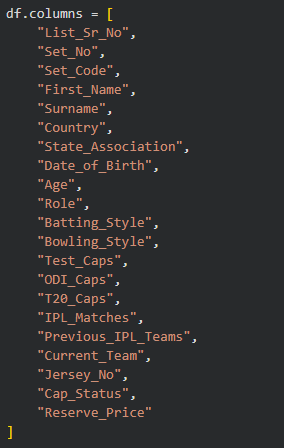 df.columns = [
"List_Sr_No",
"Set_No",
"Set_Code",
"First_Name",
"Surname",
"Country",
"State_Association",
"Date_of_Birth",
"Age",
"Role",
"Batting_Style",
"Bowling_Style",
"Test_Caps",
"ODI_Caps",
"T20_Caps",
"IPL_Matches",
"Previous_IPL_Teams",
"Current_Team",
"Jersey_No",
"Cap_Status",
"Reserve_Price"
]